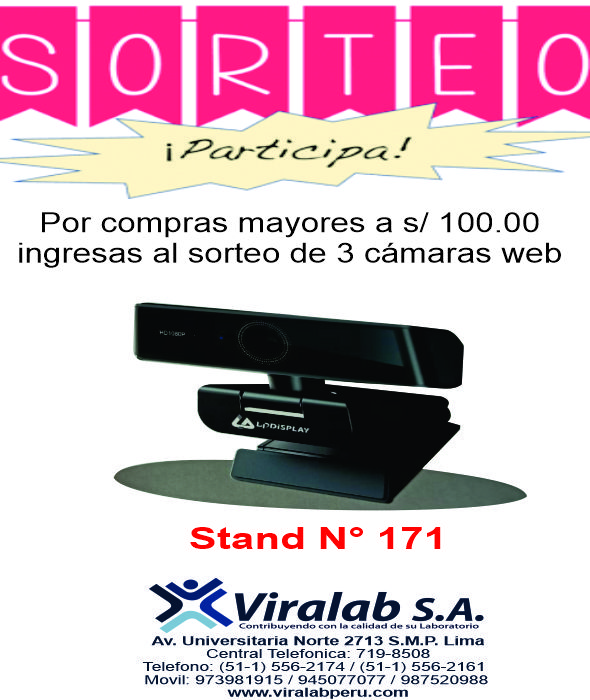 SORTEO
¡Participa!
Por compras mayores a s/ 100.00
ingresas al sorteo de 3 cámaras web
HD 1080P
LADISPLAY
Stand N° 171
Viralab S.A.
Contribuyendo con la calidad de su Laboratorio
Av. Universitaria Norte 2713 S.M.P. Lima
Central Telefonica: 719-8508
Telefono: (51-1) 556-2174 / (51-1) 556-2161
Movil: 973981915 / 945077077 / 987520988
www.viralabperu.com